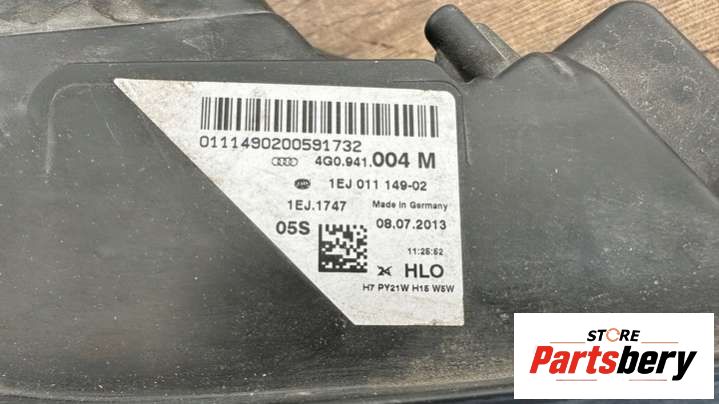 0111490200591732
4G0.941.004 M
1EJ 011 149-02
1EJ.1747 Made in Germany
05S 08.07.2013
11:25:52
HLO
H7 PY21W H15 W5W
STORE
Partsbery